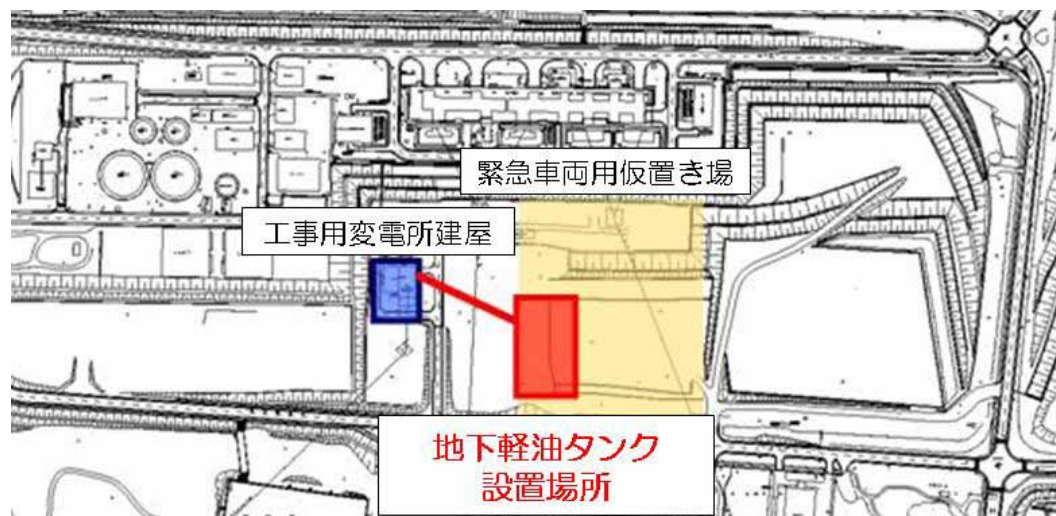 緊急車両用仮置き場
工事用変電所建屋
地下軽油タンク
設置場所